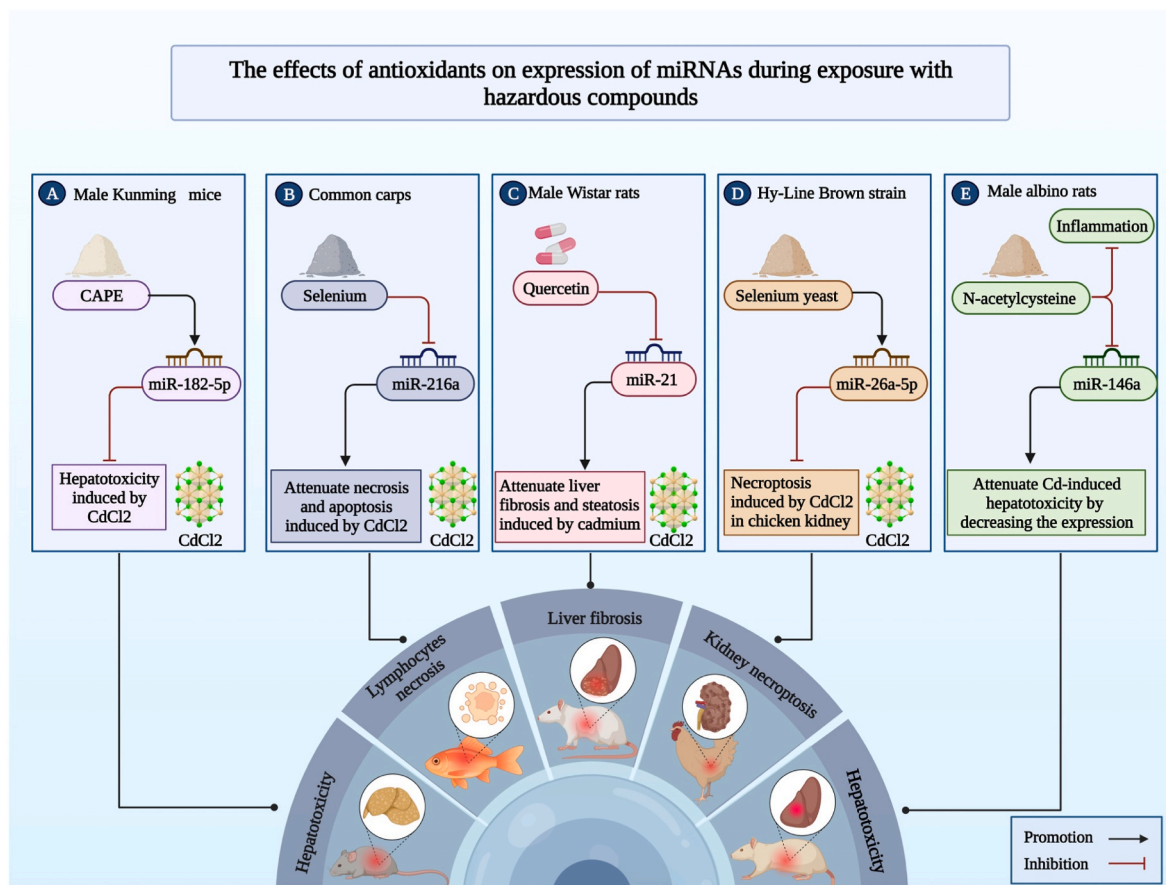 The effects of antioxidants on expression of miRNAs during exposure with
hazardous compounds
A
Male Kunming mice
CAPE
miR-182-5p
Hepatotoxicity
induced by
CdCl2
CdCl2
B
Common carps
Selenium
miR-216a
Attenuate necrosis
and apoptosis
induced by CdCl2
CdCl2
C
Male Wistar rats
Quercetin
miR-21
Attenuate liver
fibrosis and steatosis
induced by cadmium
CdCl2
D
Hy-Line Brown strain
Selenium yeast
miR-26a-5p
Necroptosis
induced by CdCl2
in chicken kidney
CdCl2
E
Male albino rats
Inflammation
N-acetylcysteine
miR-146a
Attenuate Cd-induced
hepatotoxicity by
decreasing the expression
Hepatotoxicity
Lymphocytes
necrosis
Liver fibrosis
Kidney necroptosis
Hepatotoxicity
Promotion
Inhibition